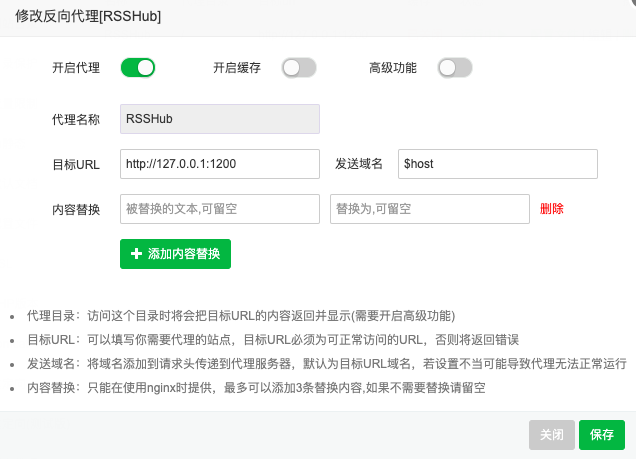 修改反向代理[RSSHub]
开启代理 开启缓存 高级功能
代理名称 RSSHub
目标URL http://127.0.0.1:1200 发送域名 $host
内容替换 被替换的文本,可留空 替换为,可留空 删除
添加内容替换
代理目录：访问这个目录时将会把目标URL的内容返回并显示(需要开启高级功能)
目标URL：可以填写你需要代理的站点，目标URL必须为可正常访问的URL，否则将返回错误
发送域名：将域名添加到请求头传递到代理服务器，默认为目标URL域名，若设置不当可能导致代理无法正常运行
内容替换：只能在使用nginx时提供，最多可以添加3条替换内容,如果不需要替换请留空
关闭 保存